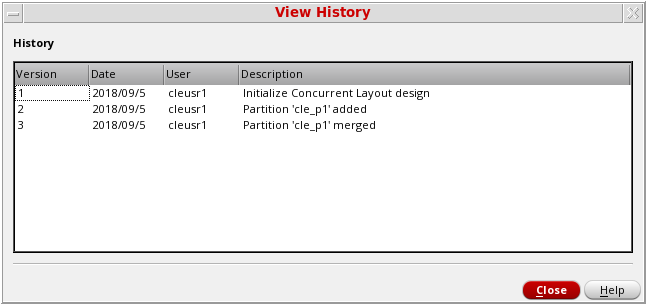 View History
History
Version Date User Description
1 2018/09/5 cleusr1 Initialize Concurrent Layout design
2 2018/09/5 cleusr1 Partition 'cle_p1' added
3 2018/09/5 cleusr1 Partition 'cle_p1' merged
Close Help